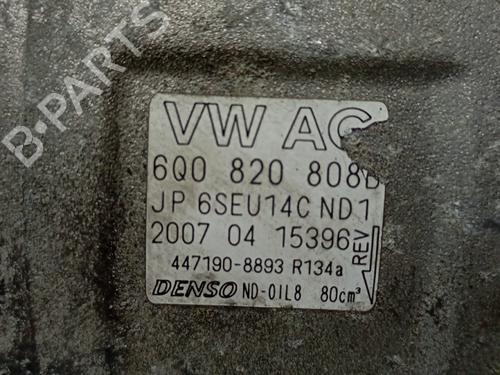 B-PARTS
VW AG
6Q0 820 808B
JP 6SEU14C ND1
2007 04 15396
REV
447190-8893 R134a
DENSO ND-OIL8 80cm³